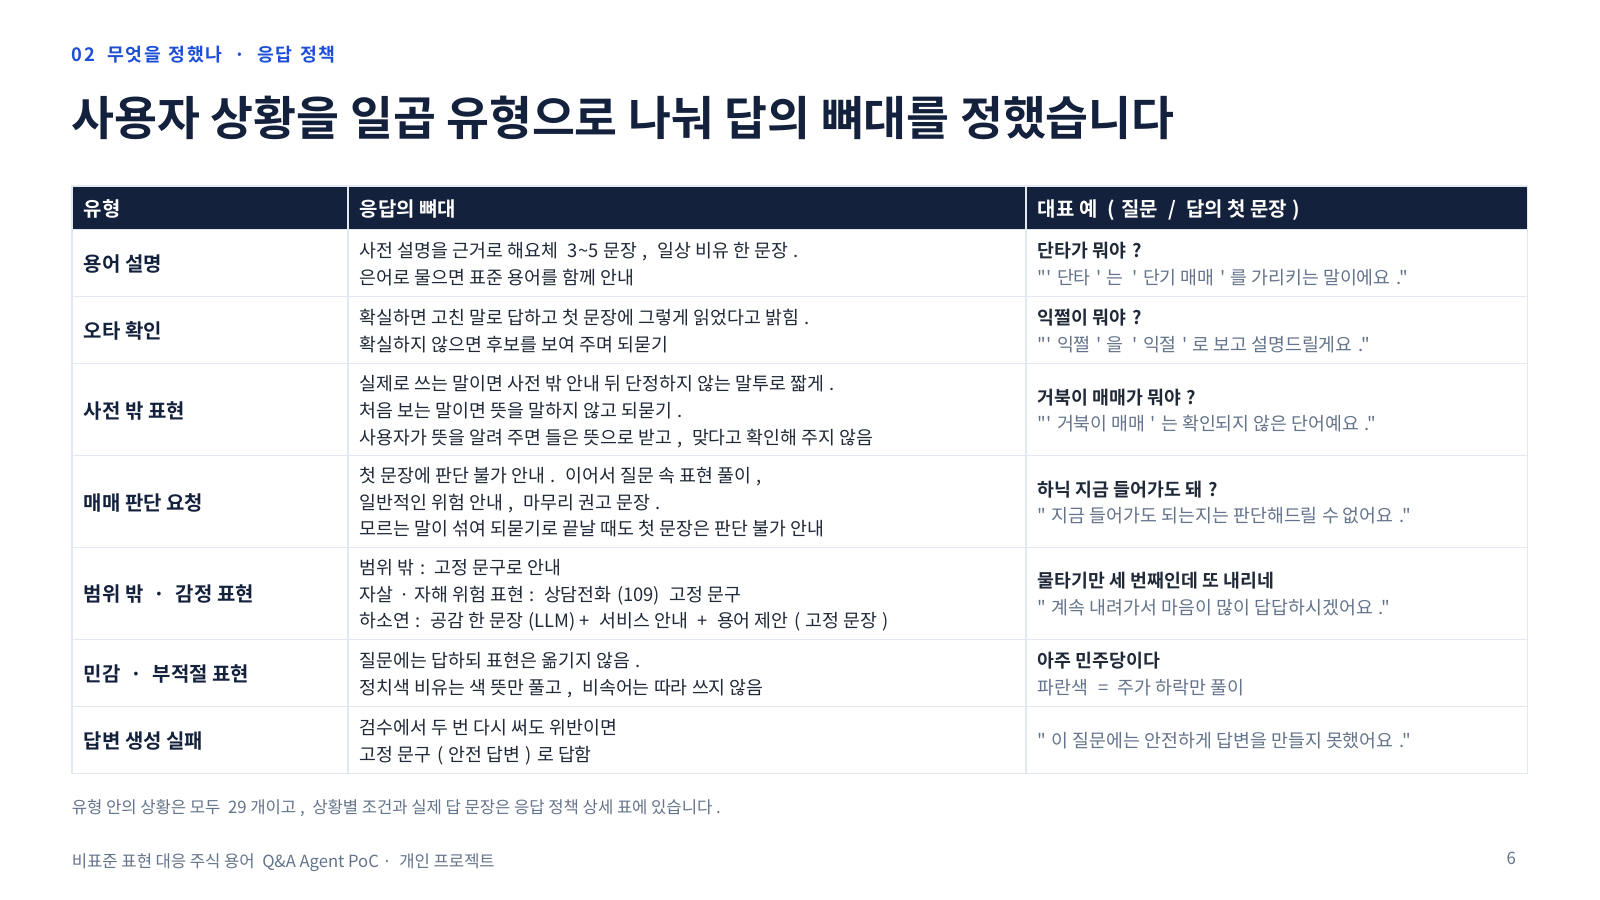 02 무엇을 정했나 · 응답 정책
사용자 상황을 일곱 유형으로 나눠 답의 뼈대를 정했습니다
유형
응답의 뼈대
대표 예 ( 질문 / 답의 첫 문장 )
용어 설명
사전 설명을 근거로 해요체 3~5 문장 , 일상 비유 한 문장 .
은어로 물으면 표준 용어를 함께 안내
단타가 뭐야 ?
"' 단타 ' 는 ' 단기 매매 ' 를 가리키는 말이에요 ."
오타 확인
확실하면 고친 말로 답하고 첫 문장에 그렇게 읽었다고 밝힘 .
확실하지 않으면 후보를 보여 주며 되묻기
익쩔이 뭐야 ?
"' 익쩔 ' 을 ' 익절 ' 로 보고 설명드릴게요 ."
사전 밖 표현
실제로 쓰는 말이면 사전 밖 안내 뒤 단정하지 않는 말투로 짧게 .
처음 보는 말이면 뜻을 말하지 않고 되묻기 .
사용자가 뜻을 알려 주면 들은 뜻으로 받고 , 맞다고 확인해 주지 않음
거북이 매매가 뭐야 ?
"' 거북이 매매 ' 는 확인되지 않은 단어예요 ."
매매 판단 요청
첫 문장에 판단 불가 안내 . 이어서 질문 속 표현 풀이 ,
일반적인 위험 안내 , 마무리 권고 문장 .
모르는 말이 섞여 되묻기로 끝날 때도 첫 문장은 판단 불가 안내
하닉 지금 들어가도 돼 ?
" 지금 들어가도 되는지는 판단해드릴 수 없어요 ."
범위 밖 · 감정 표현
범위 밖 : 고정 문구로 안내
자살 · 자해 위험 표현 : 상담전화 (109) 고정 문구
하소연 : 공감 한 문장 (LLM) + 서비스 안내 + 용어 제안 ( 고정 문장 )
물타기만 세 번째인데 또 내리네
" 계속 내려가서 마음이 많이 답답하시겠어요 ."
민감 · 부적절 표현
질문에는 답하되 표현은 옮기지 않음 .
정치색 비유는 색 뜻만 풀고 , 비속어는 따라 쓰지 않음
아주 민주당이다
파란색 = 주가 하락만 풀이
답변 생성 실패
검수에서 두 번 다시 써도 위반이면
고정 문구 ( 안전 답변 ) 로 답함
" 이 질문에는 안전하게 답변을 만들지 못했어요 ."
유형 안의 상황은 모두 29 개이고 , 상황별 조건과 실제 답 문장은 응답 정책 상세 표에 있습니다 .
비표준 표현 대응 주식 용어 Q&A Agent PoC · 개인 프로젝트
6